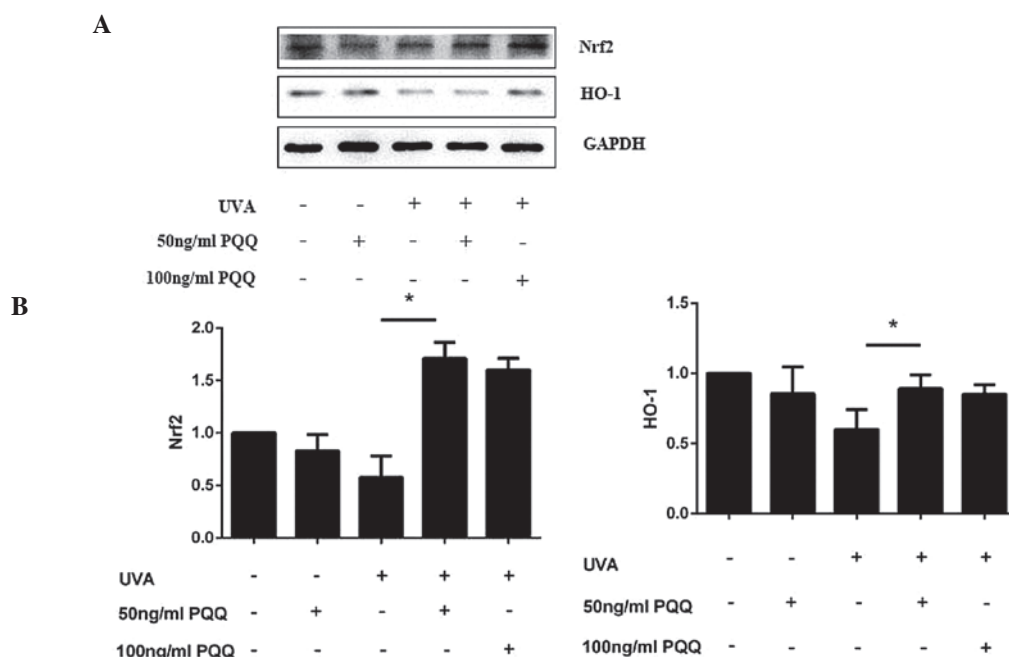 A
Nrf2
HO-1
GAPDH
UVA - - + + +
50ng/ml PQQ - + - + -
100ng/ml PQQ - - - - +
B
*
2.0
1.5
1.0
0.5
0.0
Nrf2
UVA - - + + +
50ng/ml PQQ - + - + -
100ng/ml PQQ - - - - +
*
1.5
1.0
0.5
0.0
HO-1
UVA - - + + +
50ng/ml PQQ - + - + -
100ng/ml PQQ - - - - +